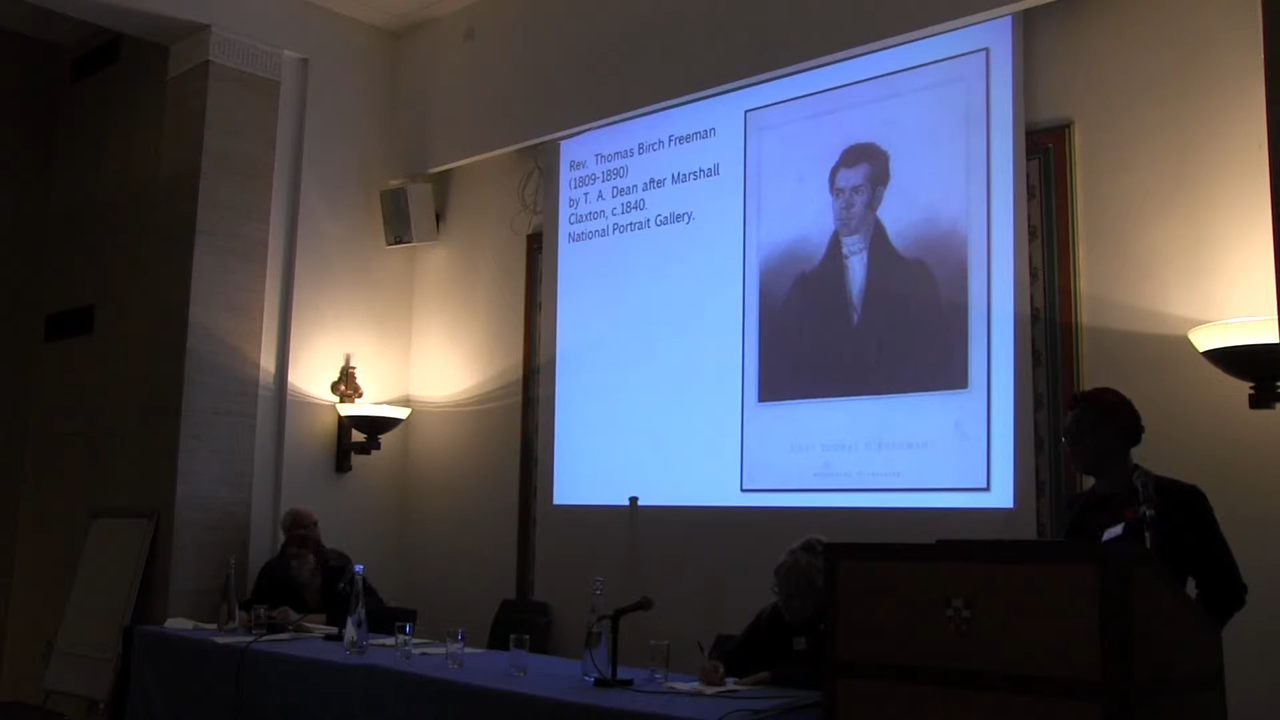 Rev. Thomas Birch Freeman
(1809-1890)
by T. A. Dean after Marshall
Claxton, c.1840.
National Portrait Gallery.